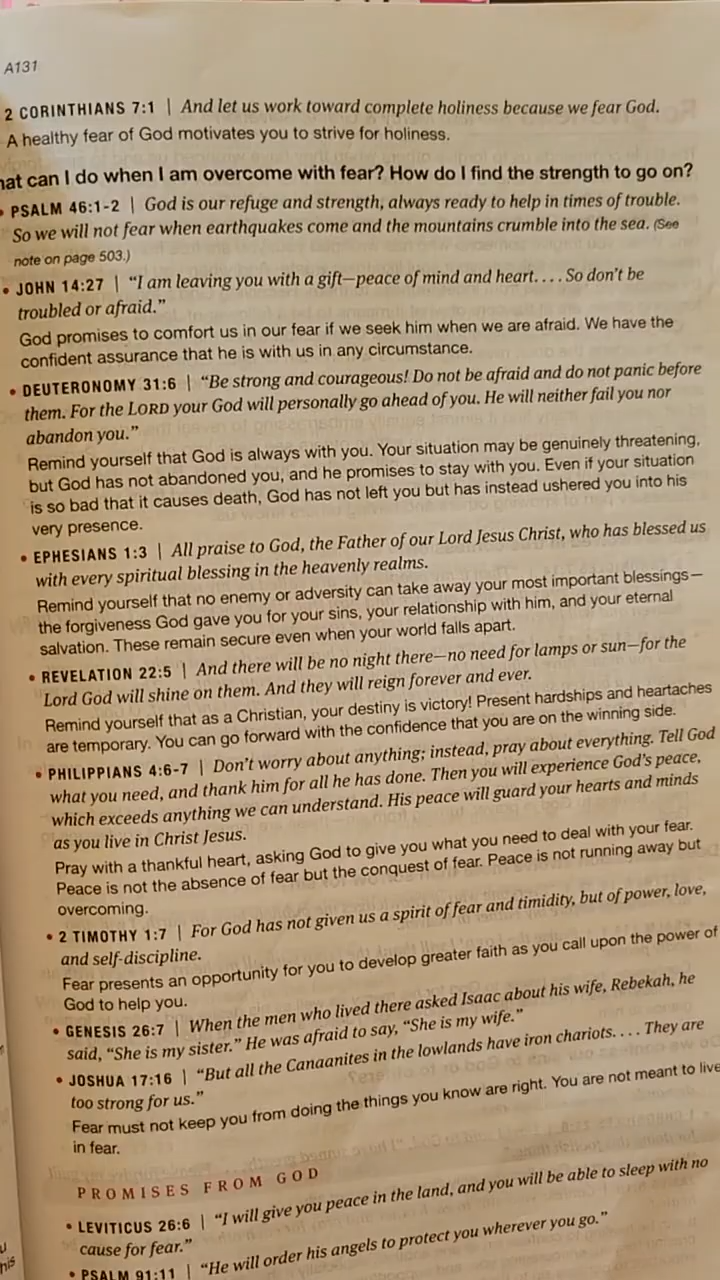 A131
2 CORINTHIANS 7:1 | And let us work toward complete holiness because we fear God.
A healthy fear of God motivates you to strive for holiness.
hat can I do when I am overcome with fear? How do I find the strength to go on?
• PSALM 46:1-2 | God is our refuge and strength, always ready to help in times of trouble.
So we will not fear when earthquakes come and the mountains crumble into the sea. (See
note on page 503.)
• JOHN 14:27 | “I am leaving you with a gift—peace of mind and heart. . . . So don’t be
troubled or afraid.”
God promises to comfort us in our fear if we seek him when we are afraid. We have the
confident assurance that he is with us in any circumstance.
• DEUTERONOMY 31:6 | “Be strong and courageous! Do not be afraid and do not panic before
them. For the LORD your God will personally go ahead of you. He will neither fail you nor
abandon you.”
Remind yourself that God is always with you. Your situation may be genuinely threatening,
but God has not abandoned you, and he promises to stay with you. Even if your situation
is so bad that it causes death, God has not left you but has instead ushered you into his
very presence.
• EPHESIANS 1:3 | All praise to God, the Father of our Lord Jesus Christ, who has blessed us
with every spiritual blessing in the heavenly realms.
Remind yourself that no enemy or adversity can take away your most important blessings—
the forgiveness God gave you for your sins, your relationship with him, and your eternal
salvation. These remain secure even when your world falls apart.
• REVELATION 22:5 | And there will be no night there—no need for lamps or sun—for the
Lord God will shine on them. And they will reign forever and ever.
Remind yourself that as a Christian, your destiny is victory! Present hardships and heartaches
are temporary. You can go forward with the confidence that you are on the winning side.
• PHILIPPIANS 4:6-7 | Don’t worry about anything; instead, pray about everything. Tell God
what you need, and thank him for all he has done. Then you will experience God’s peace,
which exceeds anything we can understand. His peace will guard your hearts and minds
as you live in Christ Jesus.
Pray with a thankful heart, asking God to give you what you need to deal with your fear.
Peace is not the absence of fear but the conquest of fear. Peace is not running away but
overcoming.
• 2 TIMOTHY 1:7 | For God has not given us a spirit of fear and timidity, but of power, love,
and self-discipline.
Fear presents an opportunity for you to develop greater faith as you call upon the power of
God to help you.
• GENESIS 26:7 | When the men who lived there asked Isaac about his wife, Rebekah, he
said, “She is my sister.” He was afraid to say, “She is my wife.”
• JOSHUA 17:16 | “But all the Canaanites in the lowlands have iron chariots. . . . They are
too strong for us.”
Fear must not keep you from doing the things you know are right. You are not meant to live
in fear.
PROMISES FROM GOD
• LEVITICUS 26:6 | “I will give you peace in the land, and you will be able to sleep with no
cause for fear.”
• PSALM 91:11 | “He will order his angels to protect you wherever you go.”